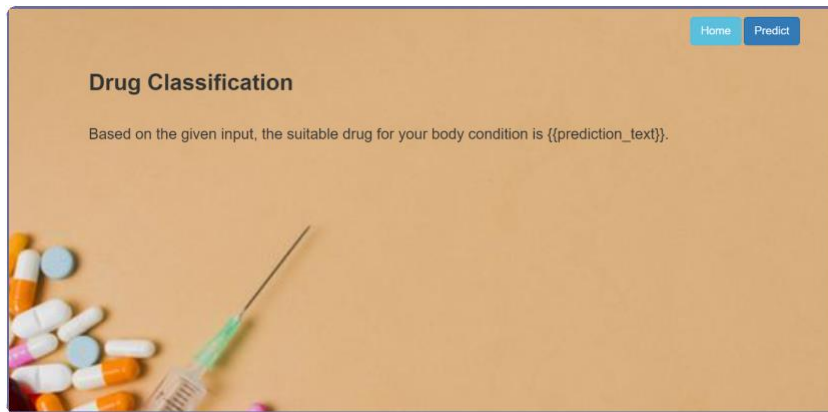 Home Predict
Drug Classification
Based on the given input, the suitable drug for your body condition is {{prediction_text}}.